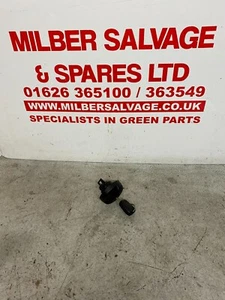 MILBER SALVAGE
& SPARES LTD
01626 365100 / 363549
WWW.MILBERSALVAGE.CO.UK
SPECIALISTS IN GREEN PARTS